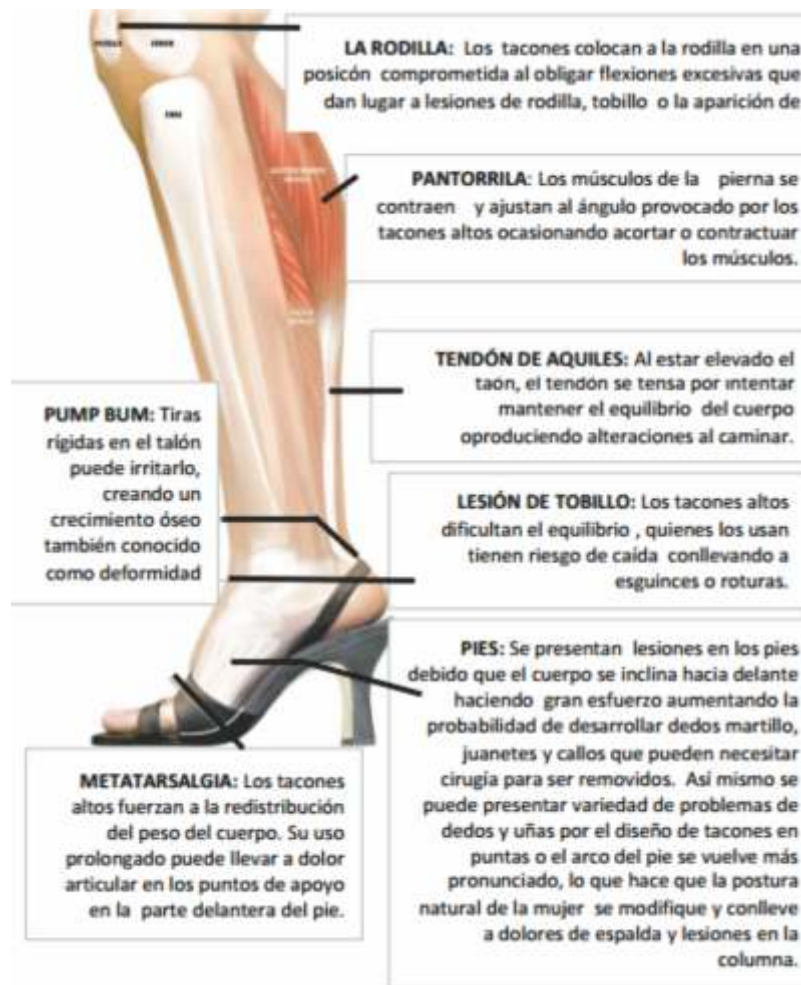 LA RODILLA: Los tacones colocan a la rodilla en una
posicón comprometida al obligar flexiones excesivas que
dan lugar a lesiones de rodilla, tobillo o la aparición de
PANTORRILA: Los músculos de la pierna se
contraen y ajustan al ángulo provocado por los
tacones altos ocasionando acortar o contractuar
los músculos.
TENDÓN DE AQUILES: Al estar elevado el
taón, el tendón se tensa por intentar
mantener el equilibrio del cuerpo
oproduciendo alteraciones al caminar.
PUMP BUM: Tiras
rígidas en el talón
puede irritarlo,
creando un
crecimiento óseo
también conocido
como deformidad
LESIÓN DE TOBILLO: Los tacones altos
dificultan el equilibrio , quienes los usan
tienen riesgo de caída conllevando a
esguinces o roturas.
PIES: Se presentan lesiones en los pies
debido que el cuerpo se inclina hacia delante
haciendo gran esfuerzo aumentando la
probabilidad de desarrollar dedos martillo,
juanetes y callos que pueden necesitar
cirugía para ser removidos. Así mismo se
puede presentar variedad de problemas de
dedos y uñas por el diseño de tacones en
puntas o el arco del pie se vuelve más
pronunciado, lo que hace que la postura
natural de la mujer se modifique y conlleve
a dolores de espalda y lesiones en la
columna.
METATARSALGIA: Los tacones
altos fuerzan a la redistribución
del peso del cuerpo. Su uso
prolongado puede llevar a dolor
articular en los puntos de apoyo
en la parte delantera del pie.